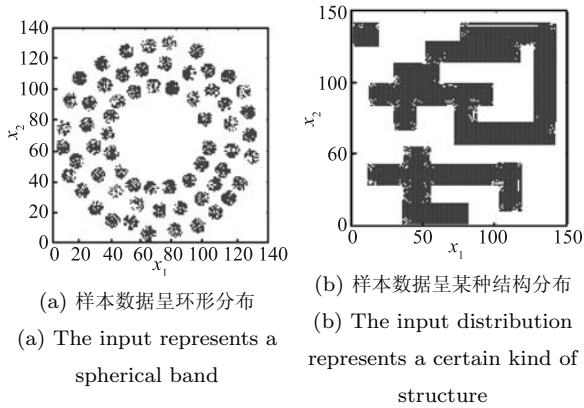 140
120
100
80
60
40
20
0
x₂
0 20 40 60 80 100 120 140
x₁
(a) 样本数据呈环形分布
(a) The input represents a
spherical band
150
100
60
50
0
x₂
0 50 100 150
x₁
(b) 样本数据呈某种结构分布
(b) The input distribution
represents a certain kind of
structure